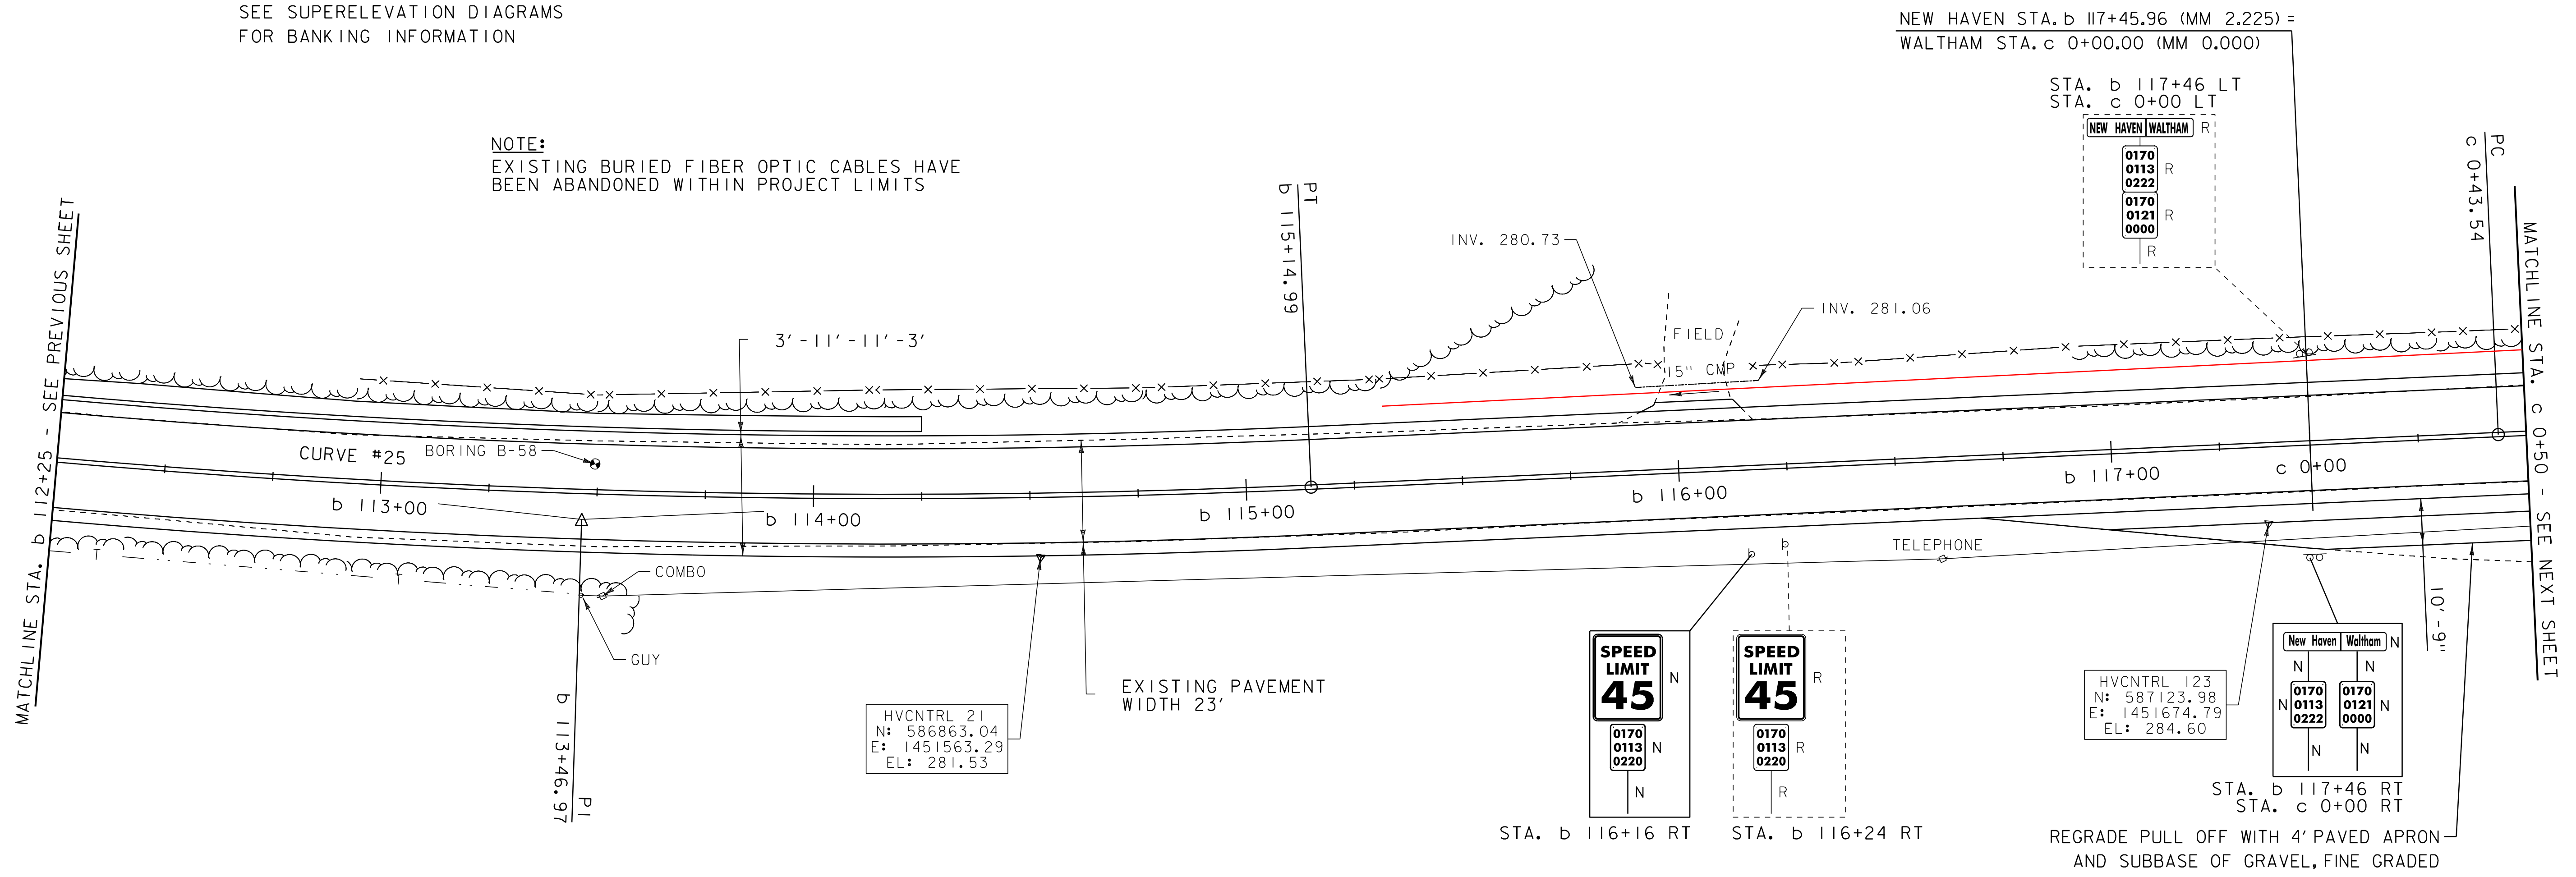 SEE SUPERELEVATION DIAGRAMS
FOR BANKING INFORMATION
NEW HAVEN STA. b 117+45.96 (MM 2.225) =
WALTHAM STA. c 0+00.00 (MM 0.000)
STA. b 117+46 LT
STA. c 0+00 LT
NEW HAVEN WALTHAM R
0170
0113 R
0222
0170
0121 R
0000
R
PC
c 0+43.54
NOTE:
EXISTING BURIED FIBER OPTIC CABLES HAVE
BEEN ABANDONED WITHIN PROJECT LIMITS
PT
b 115+14.99
MATCHLINE STA. b 112+25 - SEE PREVIOUS SHEET
MATCHLINE STA. c 0+50 - SEE NEXT SHEET
INV. 280.73
INV. 281.06
FIELD
15" CMP
3'-11'-11'-3'
CURVE #25
BORING B-58
b 113+00
b 114+00
b 115+00
b 116+00
b 117+00
c 0+00
T
T
COMBO
GUY
TELEPHONE
PI
b 113+46.97
EXISTING PAVEMENT
WIDTH 23'
HVCNTRL 21
N: 586863.04
E: 1451563.29
EL: 281.53
SPEED
LIMIT
45
N
0170
0113 N
0220
N
STA. b 116+16 RT
SPEED
LIMIT
45
R
0170
0113 R
0220
R
STA. b 116+24 RT
HVCNTRL 123
N: 587123.98
E: 1451674.79
EL: 284.60
10'-9"
New Haven Waltham N
N N
0170 0170
N 0113 0121 N
0222 0000
N N
STA. b 117+46 RT
STA. c 0+00 RT
REGRADE PULL OFF WITH 4' PAVED APRON
AND SUBBASE OF GRAVEL, FINE GRADED